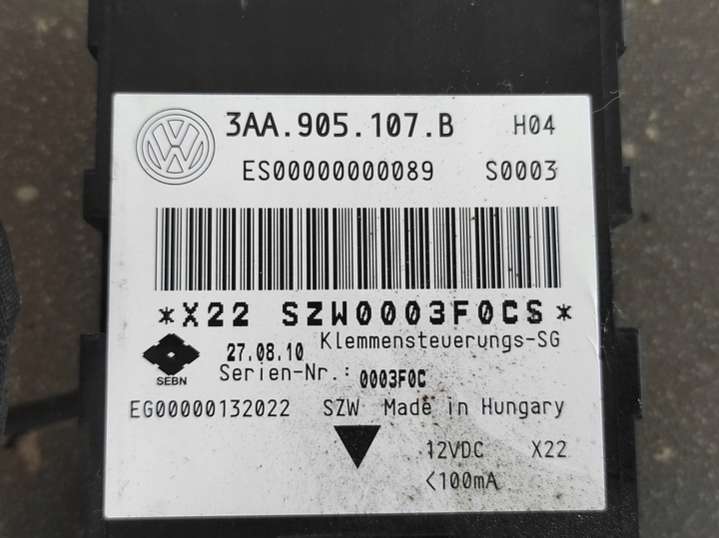 3AA.905.107.B H04
ES00000000089 S0003
*X22 SZW0003F0CS*
27.08.10 Klemmensteuerungs-SG
SEBN Serien-Nr.: 0003F0C
EG00000132022 SZW Made in Hungary
12VDC X22
<100mA